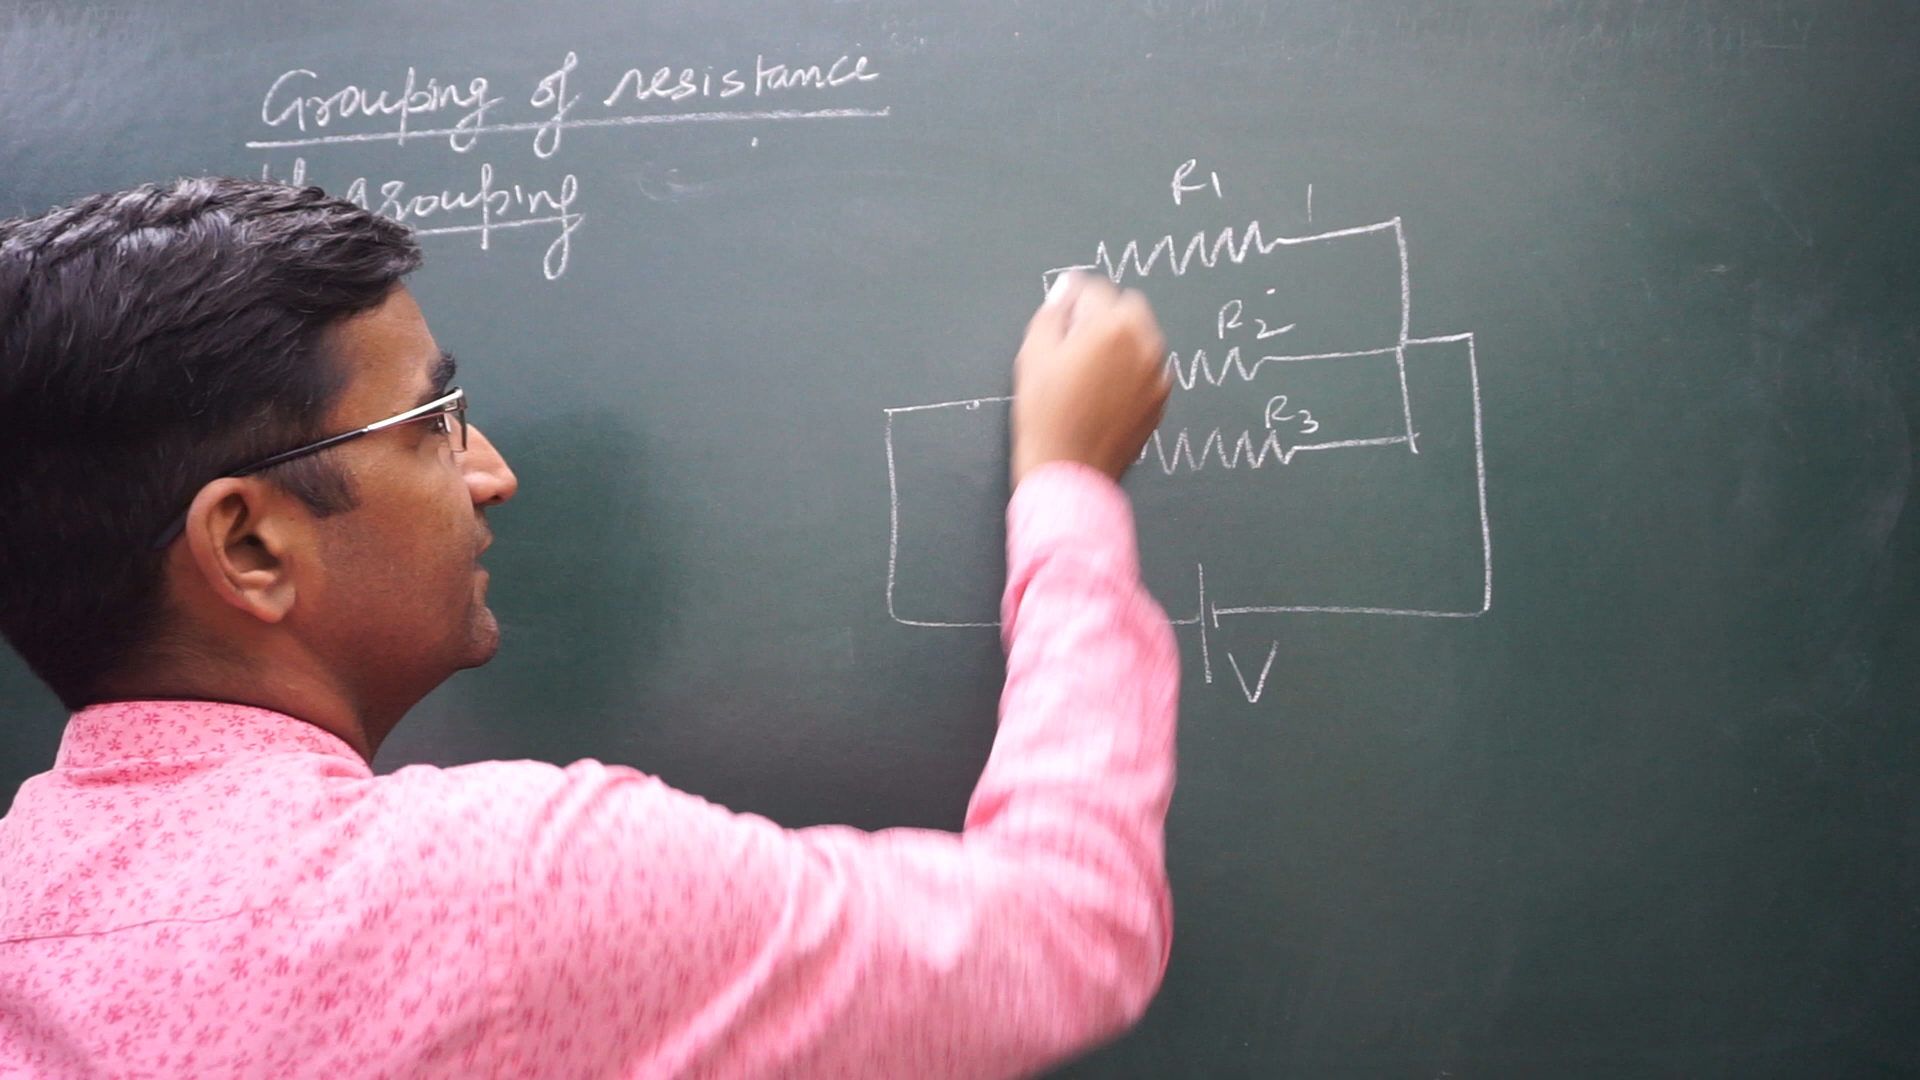 Grouping of resistance
grouping
R1
R2
R3
V